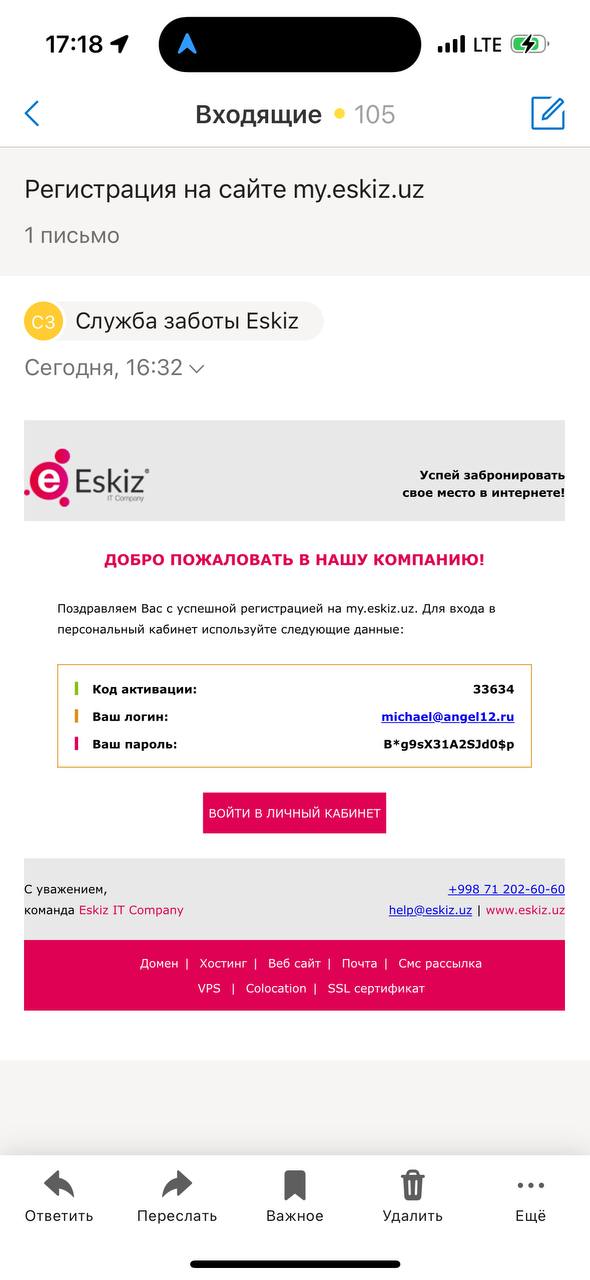 17:18
LTE
Входящие 105
Регистрация на сайте my.eskiz.uz
1 письмо
СЗ Служба заботы Eskiz
Сегодня, 16:32
e Eskiz®
IT Company
Успей забронировать
свое место в интернете!
ДОБРО ПОЖАЛОВАТЬ В НАШУ КОМПАНИЮ!
Поздравляем Вас с успешной регистрацией на my.eskiz.uz. Для входа в
персональный кабинет используйте следующие данные:
Код активации: 33634
Ваш логин: michael@angel12.ru
Ваш пароль: B*g9sX31A2SJd0$p
ВОЙТИ В ЛИЧНЫЙ КАБИНЕТ
С уважением, +998 71 202-60-60
команда Eskiz IT Company help@eskiz.uz | www.eskiz.uz
Домен | Хостинг | Веб сайт | Почта | Смс рассылка
VPS | Colocation | SSL сертификат
Ответить Переслать Важное Удалить Ещё